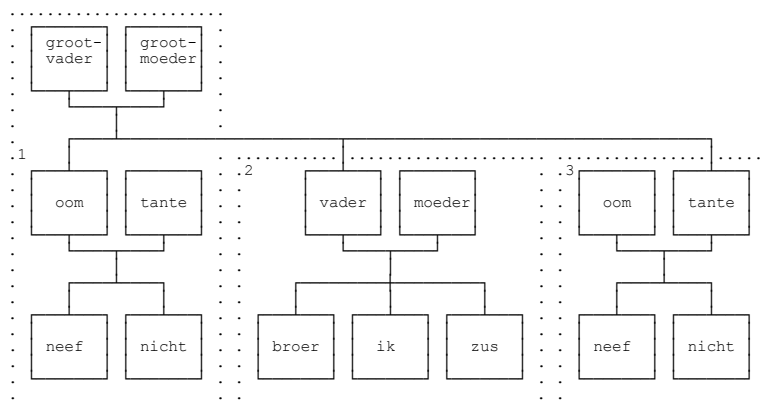 groot- groot-
vader moeder
1
2 3
oom tante vader moeder oom tante
neef nicht broer ik zus neef nicht